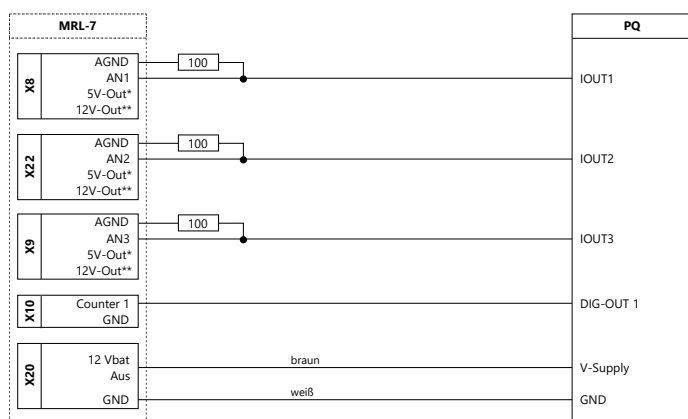 MRL-7
PQ
X8
AGND
100
AN1
IOUT1
5V-Out*
12V-Out**
X22
AGND
100
AN2
IOUT2
5V-Out*
12V-Out**
X9
AGND
100
AN3
IOUT3
5V-Out*
12V-Out**
X10
Counter 1
DIG-OUT 1
GND
X20
12 Vbat
braun
V-Supply
Aus
weiß
GND
GND